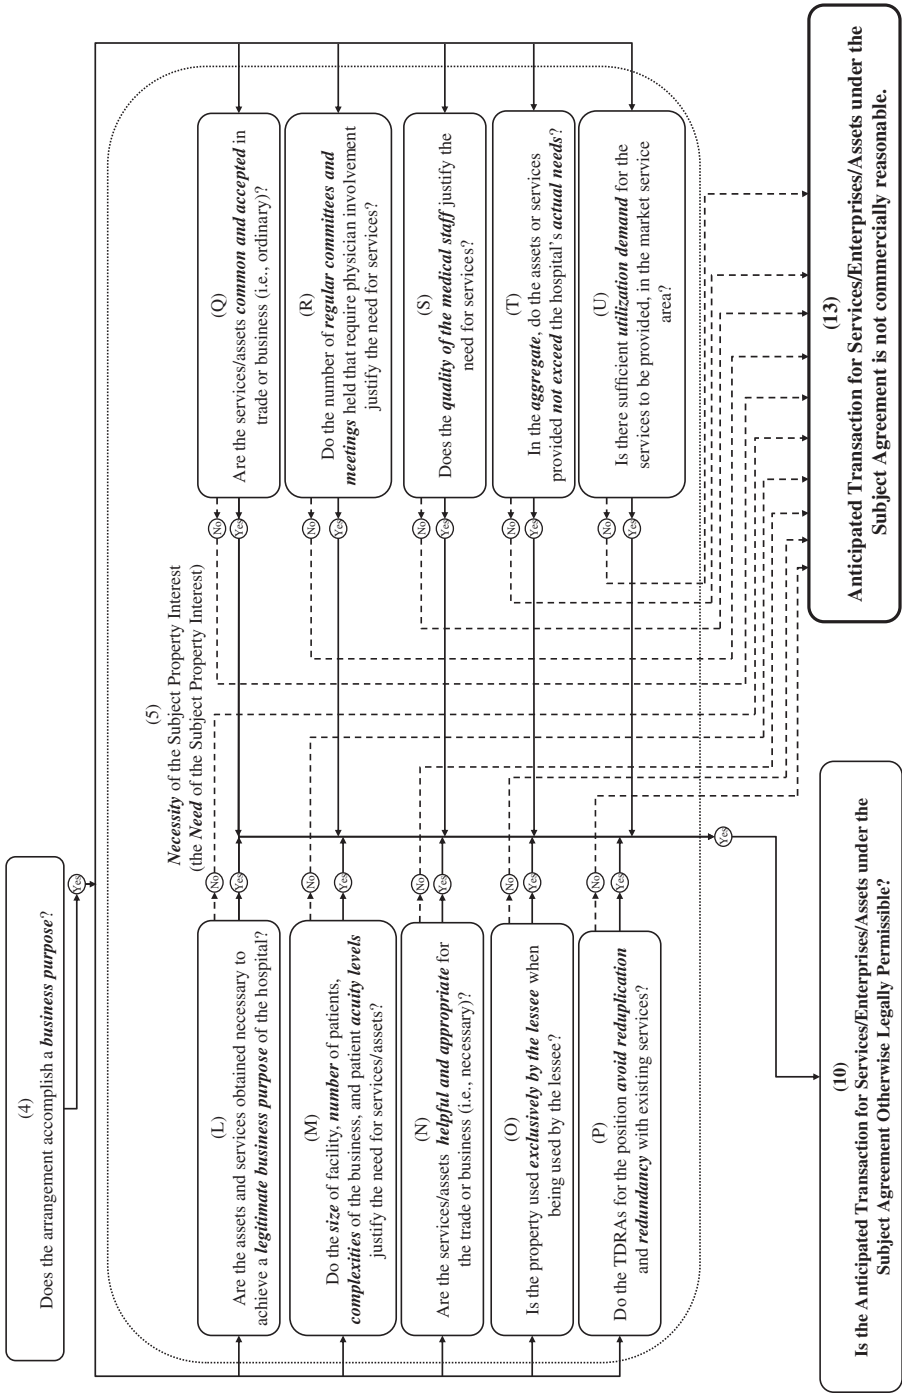 (4)
Does the arrangement accomplish a business purpose?
Yes
(5)
Necessity of the Subject Property Interest
(the Need of the Subject Property Interest)
(L)
Are the assets and services obtained necessary to
achieve a legitimate business purpose of the hospital?
No
Yes
(M)
Do the size of facility, number of patients,
complexities of the business, and patient acuity levels
justify the need for services/assets?
No
Yes
(N)
Are the services/assets helpful and appropriate for
the trade or business (i.e., necessary)?
No
Yes
(O)
Is the property used exclusively by the lessee when
being used by the lessee?
No
Yes
(P)
Do the TDRAs for the position avoid reduplication
and redundancy with existing services?
No
Yes
(Q)
Are the services/assets common and accepted in
trade or business (i.e., ordinary)?
No
Yes
(R)
Do the number of regular committees and
meetings held that require physician involvement
justify the need for services?
No
Yes
(S)
Does the quality of the medical staff justify the
need for services?
No
Yes
(T)
In the aggregate, do the assets or services
provided not exceed the hospital's actual needs?
No
Yes
(U)
Is there sufficient utilization demand for the
services to be provided, in the market service
area?
No
Yes
Yes
(10)
Is the Anticipated Transaction for Services/Enterprises/Assets under the
Subject Agreement Otherwise Legally Permissible?
(13)
Anticipated Transaction for Services/Enterprises/Assets under the
Subject Agreement is not commercially reasonable.